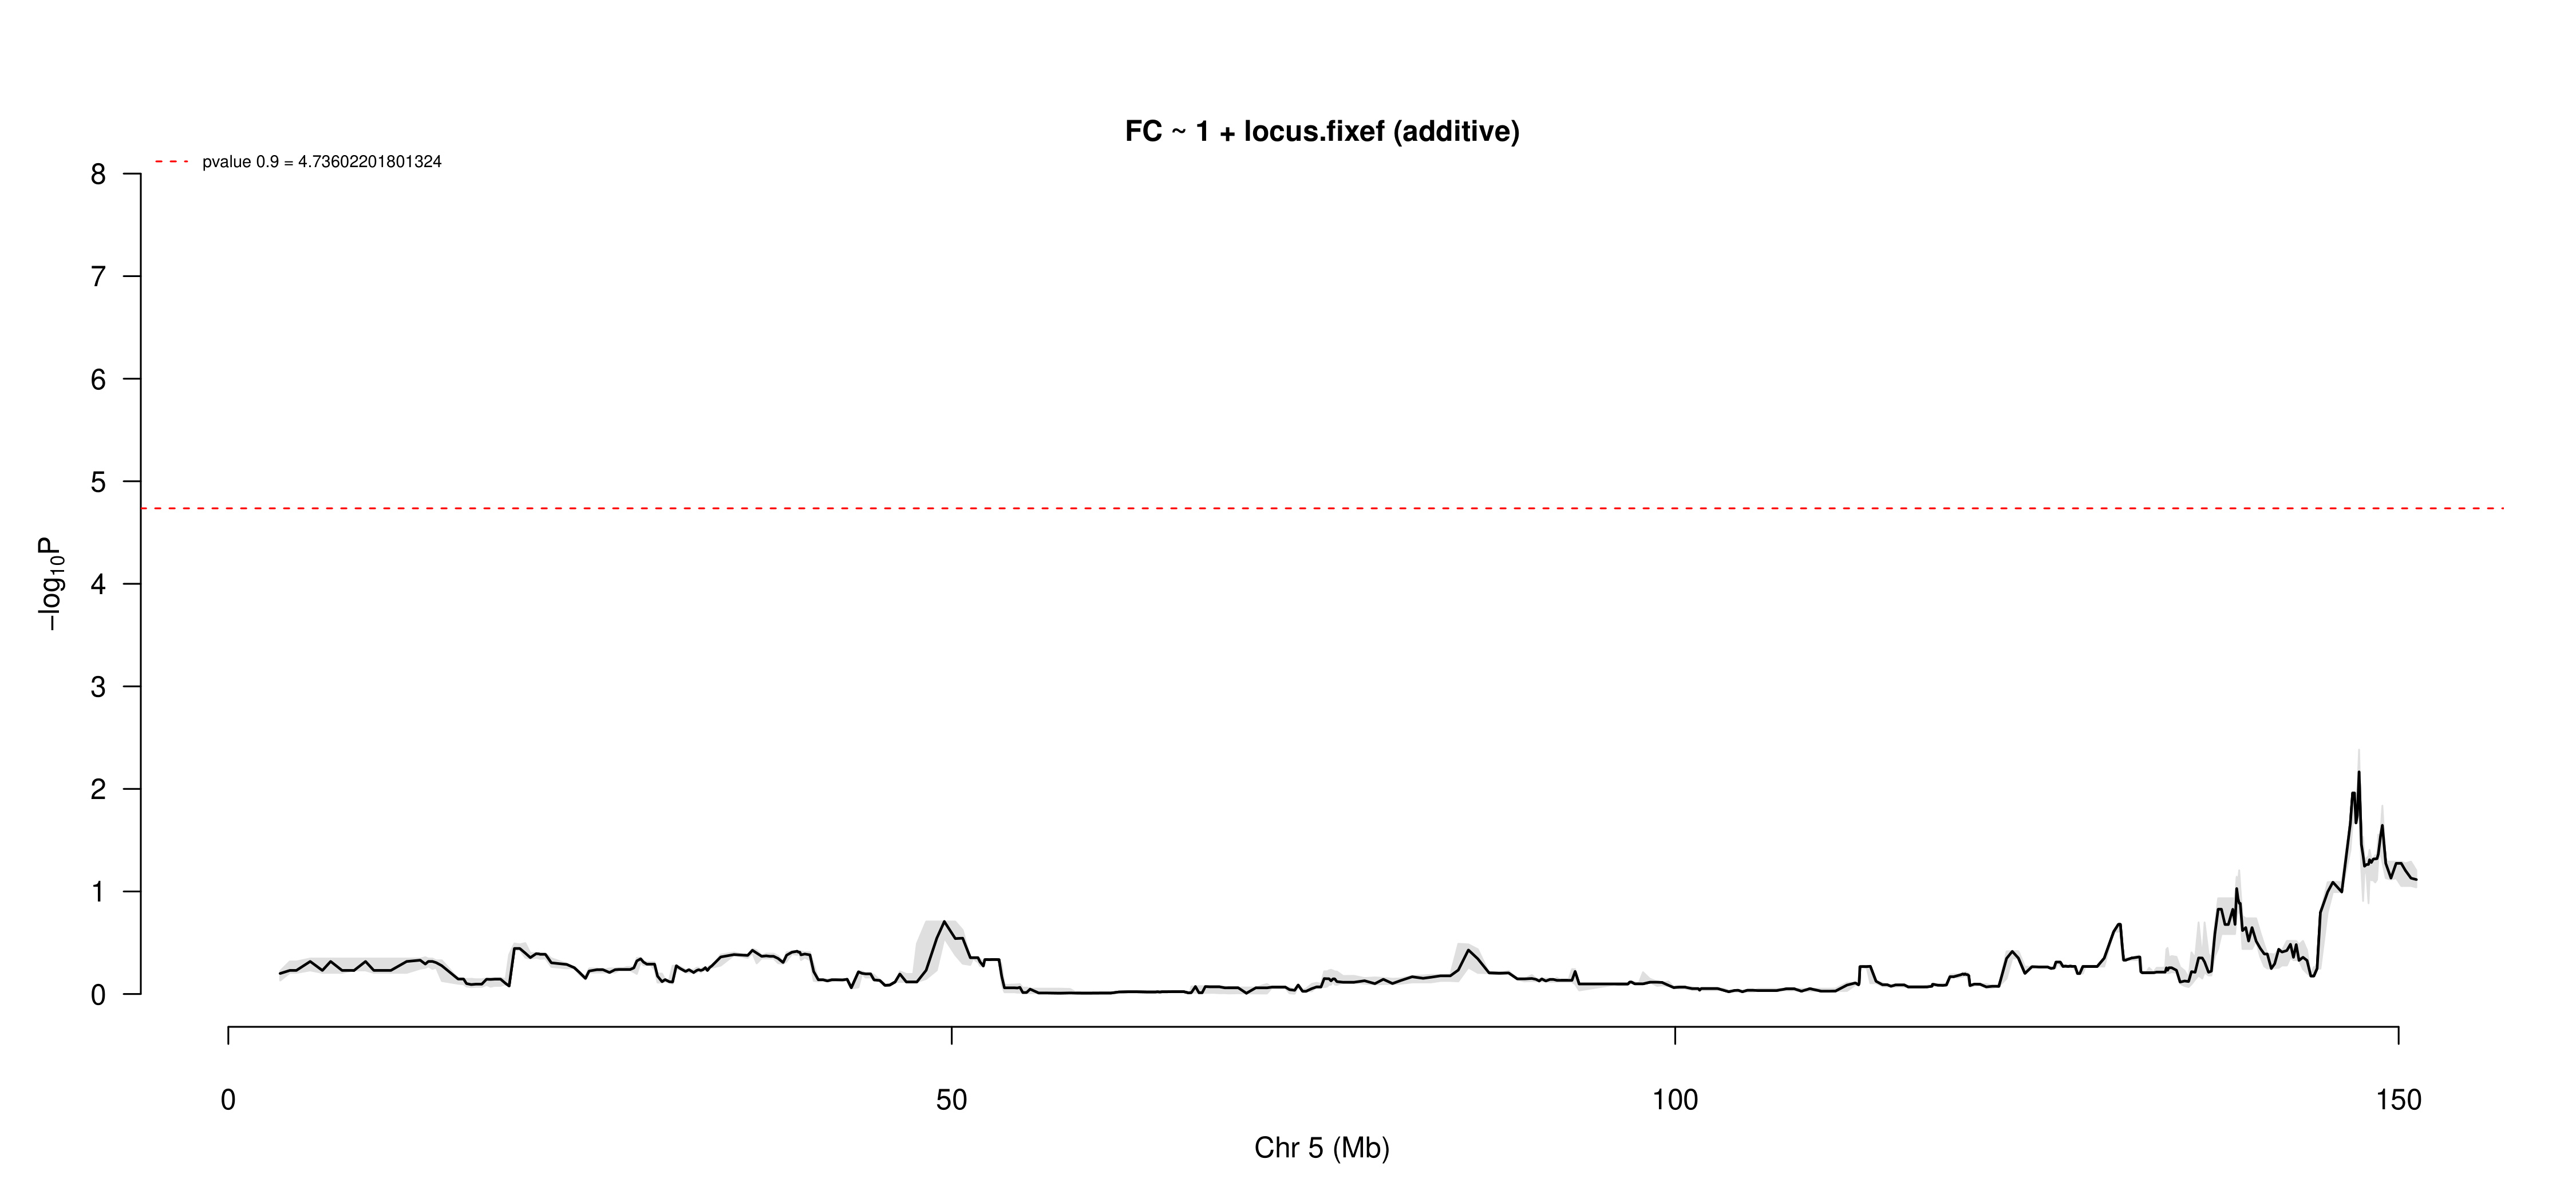 FC ~ 1 + locus.fixef (additive)
pvalue 0.9 = 4.73602201801324
8
7
6
5
4
3
2
1
0
−log10P
0 50 100 150
Chr 5 (Mb)